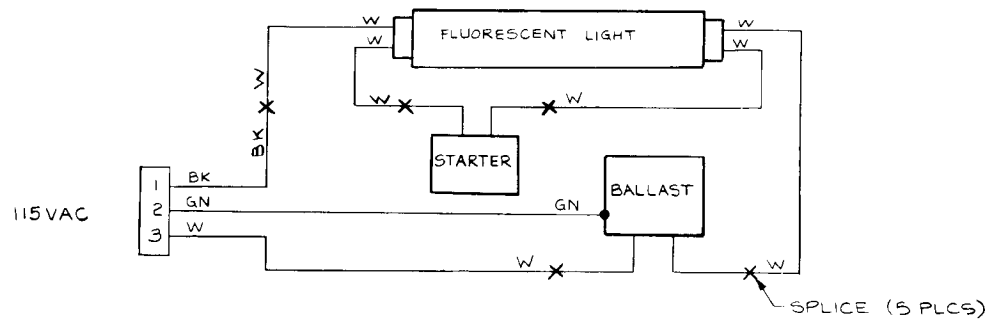 W
W
FLUORESCENT LIGHT
W
W
W
BK
W
W
STARTER
BALLAST
115VAC
1
BK
2
GN
GN
3
W
W
W
SPLICE (5 PLCS)